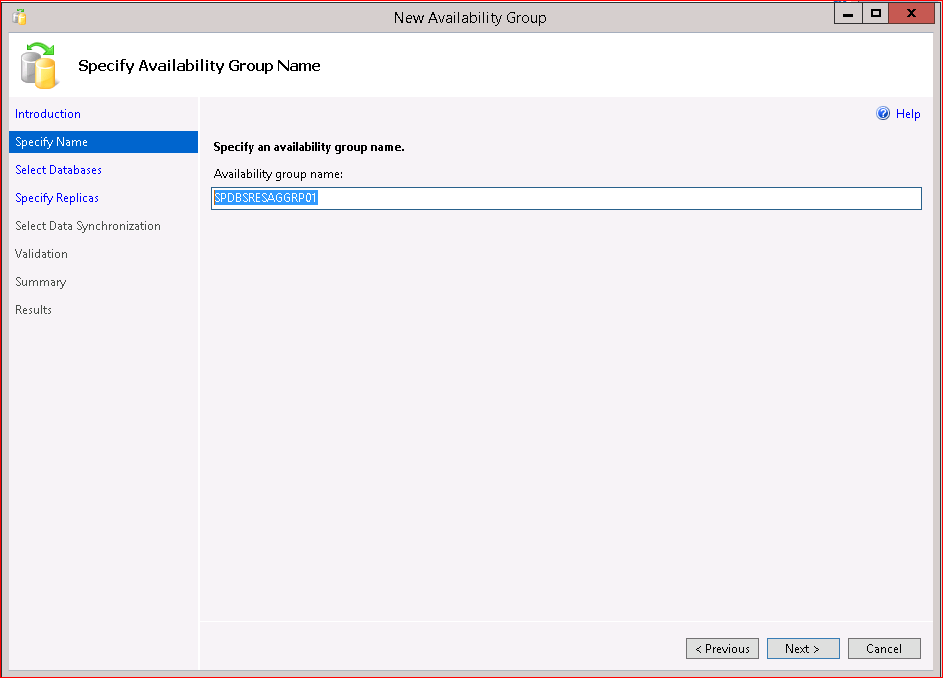 New Availability Group
Specify Availability Group Name
Introduction
Specify Name
Select Databases
Specify Replicas
Select Data Synchronization
Validation
Summary
Results
Help
Specify an availability group name.
Availability group name:
SPDBSRESAGGRP01
< Previous
Next >
Cancel